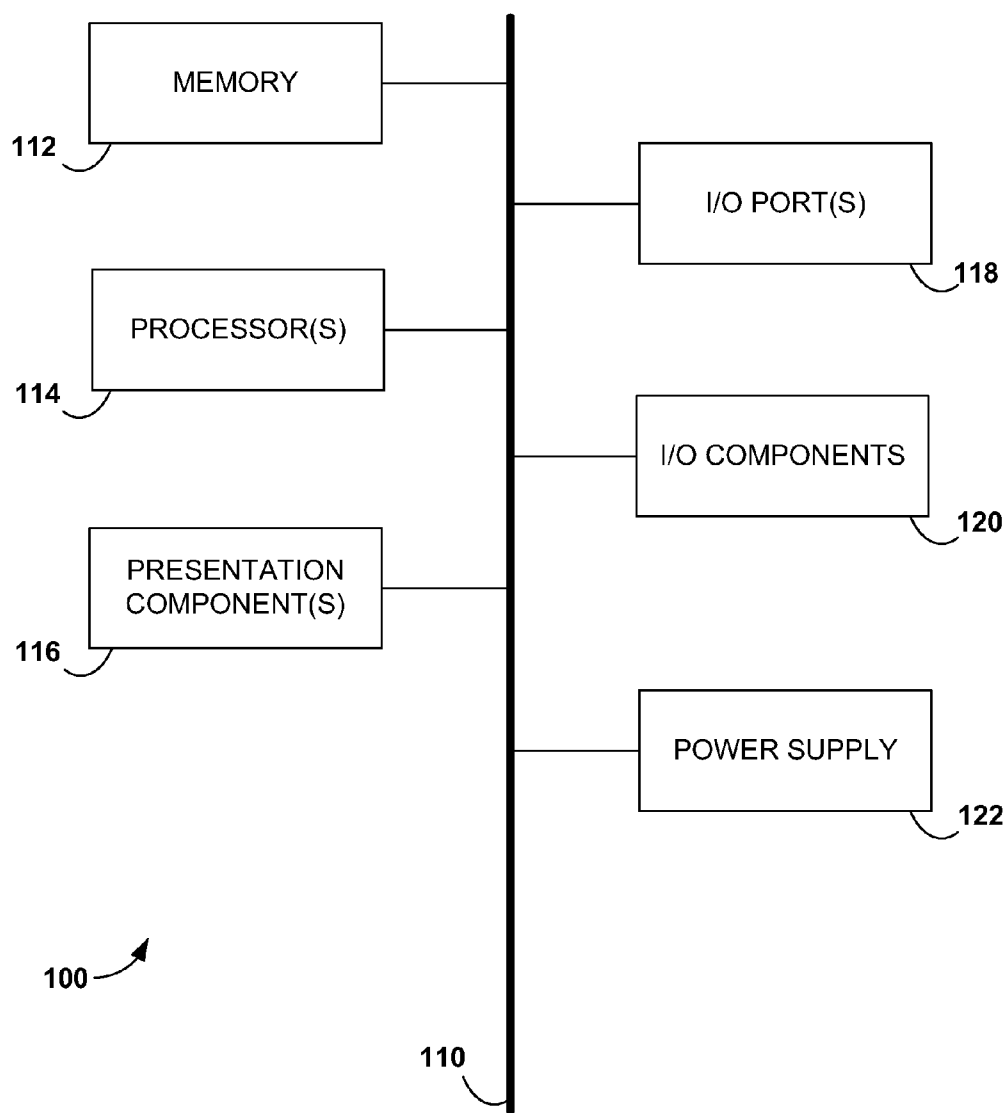 MEMORY
112
I/O PORT(S)
118
PROCESSOR(S)
114
I/O COMPONENTS
120
PRESENTATION
COMPONENT(S)
116
POWER SUPPLY
122
100
110